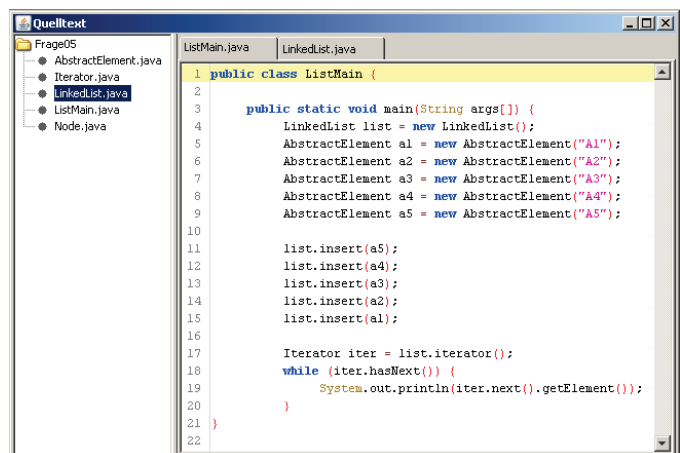 Quelltext
Frage05
AbstractElement.java
Iterator.java
LinkedList.java
ListMain.java
Node.java
ListMain.java
LinkedList.java
1 public class ListMain {
2
3 public static void main(String args[]) {
4 LinkedList list = new LinkedList();
5 AbstractElement a1 = new AbstractElement("A1");
6 AbstractElement a2 = new AbstractElement("A2");
7 AbstractElement a3 = new AbstractElement("A3");
8 AbstractElement a4 = new AbstractElement("A4");
9 AbstractElement a5 = new AbstractElement("A5");
10
11 list.insert(a5);
12 list.insert(a4);
13 list.insert(a3);
14 list.insert(a2);
15 list.insert(a1);
16
17 Iterator iter = list.iterator();
18 while (iter.hasNext()) {
19 System.out.println(iter.next().getElement());
20 }
21 }
22